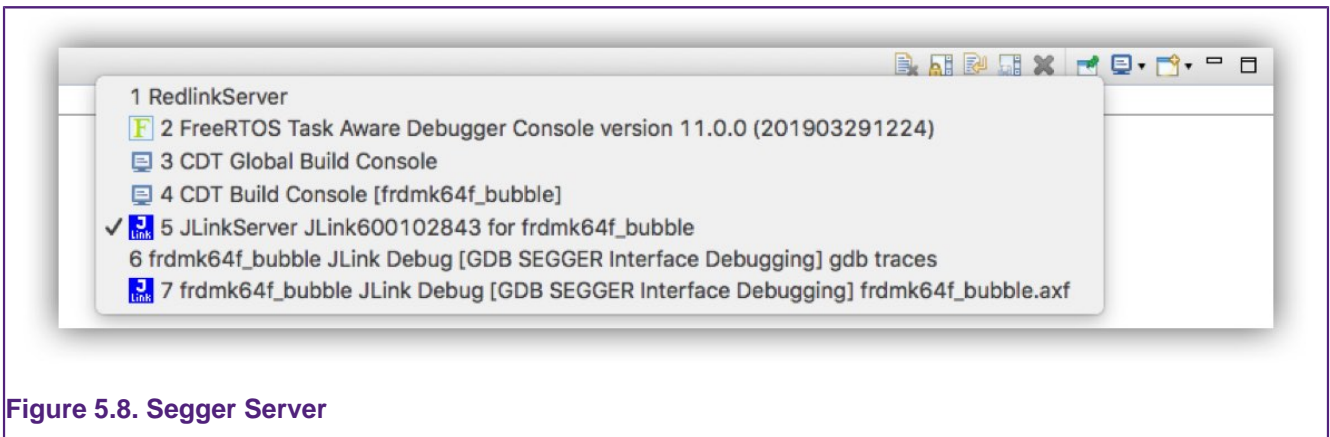 1 RedlinkServer
F 2 FreeRTOS Task Aware Debugger Console version 11.0.0 (201903291224)
3 CDT Global Build Console
4 CDT Build Console [frdmk64f_bubble]
✓ J Link 5 JLinkServer JLink600102843 for frdmk64f_bubble
6 frdmk64f_bubble JLink Debug [GDB SEGGER Interface Debugging] gdb traces
J Link 7 frdmk64f_bubble JLink Debug [GDB SEGGER Interface Debugging] frdmk64f_bubble.axf
Figure 5.8. Segger Server